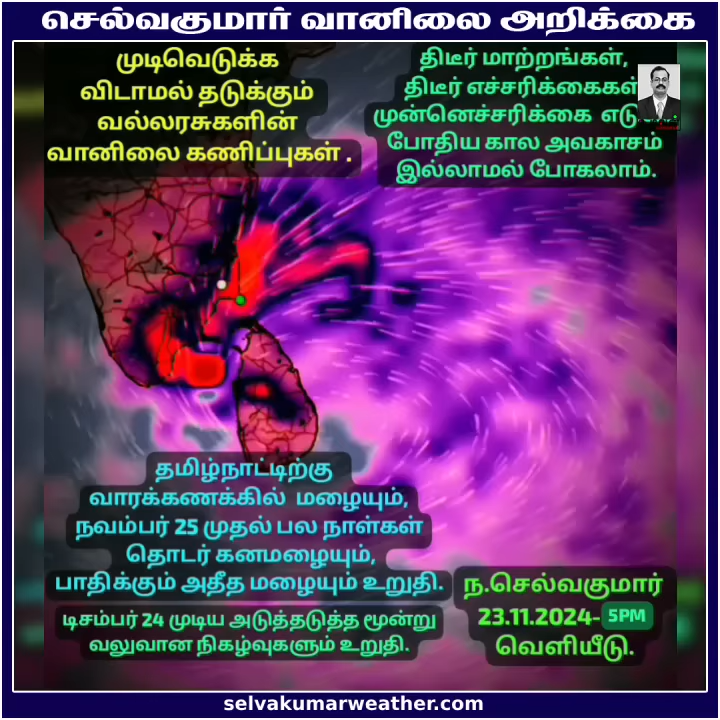 செல்வகுமார் வானிலை அறிக்கை
முடிவெடுக்க
விடாமல் தடுக்கும்
வல்லரசுகளின்
வானிலை கணிப்புகள் .
திடீர் மாற்றங்கள்,
திடீர் எச்சரிக்கைகள்
முன்னெச்சரிக்கை
போதிய கால அவகாசம்
இல்லாமல் போகலாம்.
தமிழ்நாட்டிற்கு
வாரக்கணக்கில் மழையும்,
நவம்பர் 25 முதல் பல நாள்கள்
தொடர் கனமழையும்,
பாதிக்கும் அதீத மழையும் உறுதி.
டிசம்பர் 24 முடிய அடுத்தடுத்த மூன்று
வலுவான நிகழ்வுகளும் உறுதி.
ந.செல்வகுமார்
23.11.2024- 5PM
வெளியீடு.
selvakumarweather.com